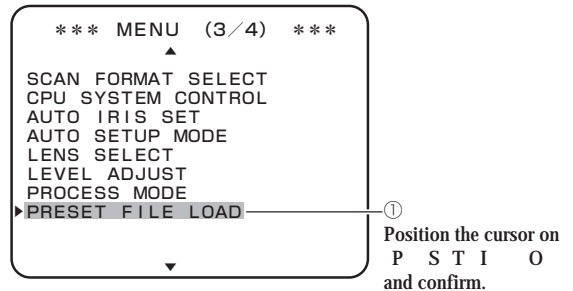 *** MENU (3/4) ***
▲
SCAN FORMAT SELECT
CPU SYSTEM CONTROL
AUTO IRIS SET
AUTO SETUP MODE
LENS SELECT
LEVEL ADJUST
PROCESS MODE
▶PRESET FILE LOAD
▼
①
Position the cursor on
P S T I O
and confirm.